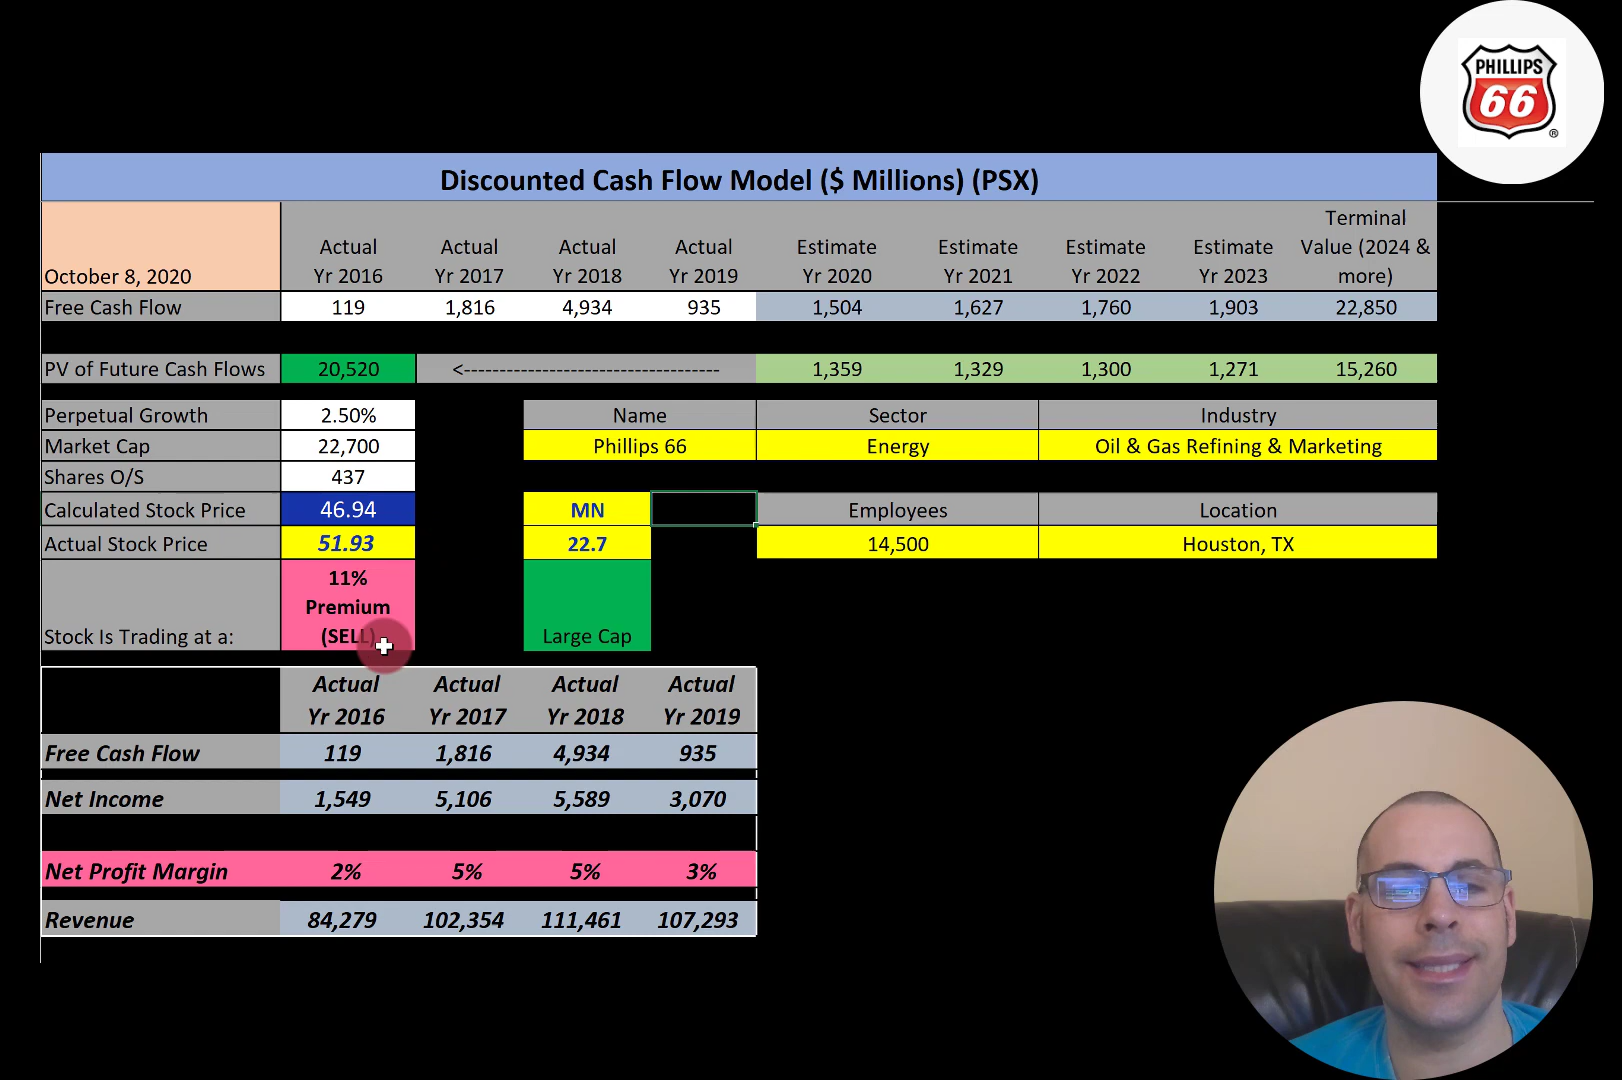 PHILLIPS
66
®
Discounted Cash Flow Model ($ Millions) (PSX)
October 8, 2020 Actual Yr 2016 Actual Yr 2017 Actual Yr 2018 Actual Yr 2019 Estimate Yr 2020 Estimate Yr 2021 Estimate Yr 2022 Estimate Yr 2023 Terminal Value (2024 & more)
Free Cash Flow 119 1,816 4,934 935 1,504 1,627 1,760 1,903 22,850
PV of Future Cash Flows 20,520 <----------------------------------- 1,359 1,329 1,300 1,271 15,260
Perpetual Growth 2.50% Name Sector Industry
Market Cap 22,700 Phillips 66 Energy Oil & Gas Refining & Marketing
Shares O/S 437
Calculated Stock Price 46.94 MN Employees Location
Actual Stock Price 51.93 22.7 14,500 Houston, TX
Stock Is Trading at a: 11% Premium (SELL) Large Cap
Actual Yr 2016 Actual Yr 2017 Actual Yr 2018 Actual Yr 2019
Free Cash Flow 119 1,816 4,934 935
Net Income 1,549 5,106 5,589 3,070
Net Profit Margin 2% 5% 5% 3%
Revenue 84,279 102,354 111,461 107,293